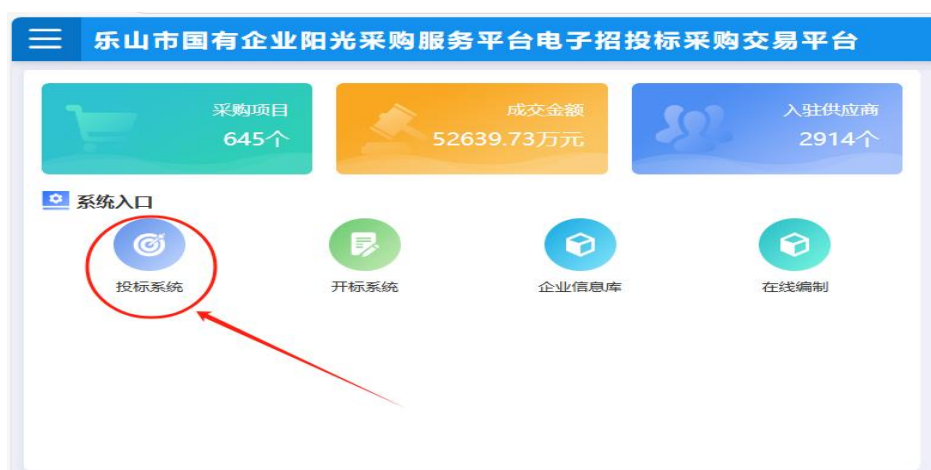 乐山市国有企业阳光采购服务平台电子招投标采购交易平台
采购项目
645个
成交金额
52639.73万元
入驻供应商
2914个
系统入口
投标系统
开标系统
企业信息库
在线编制